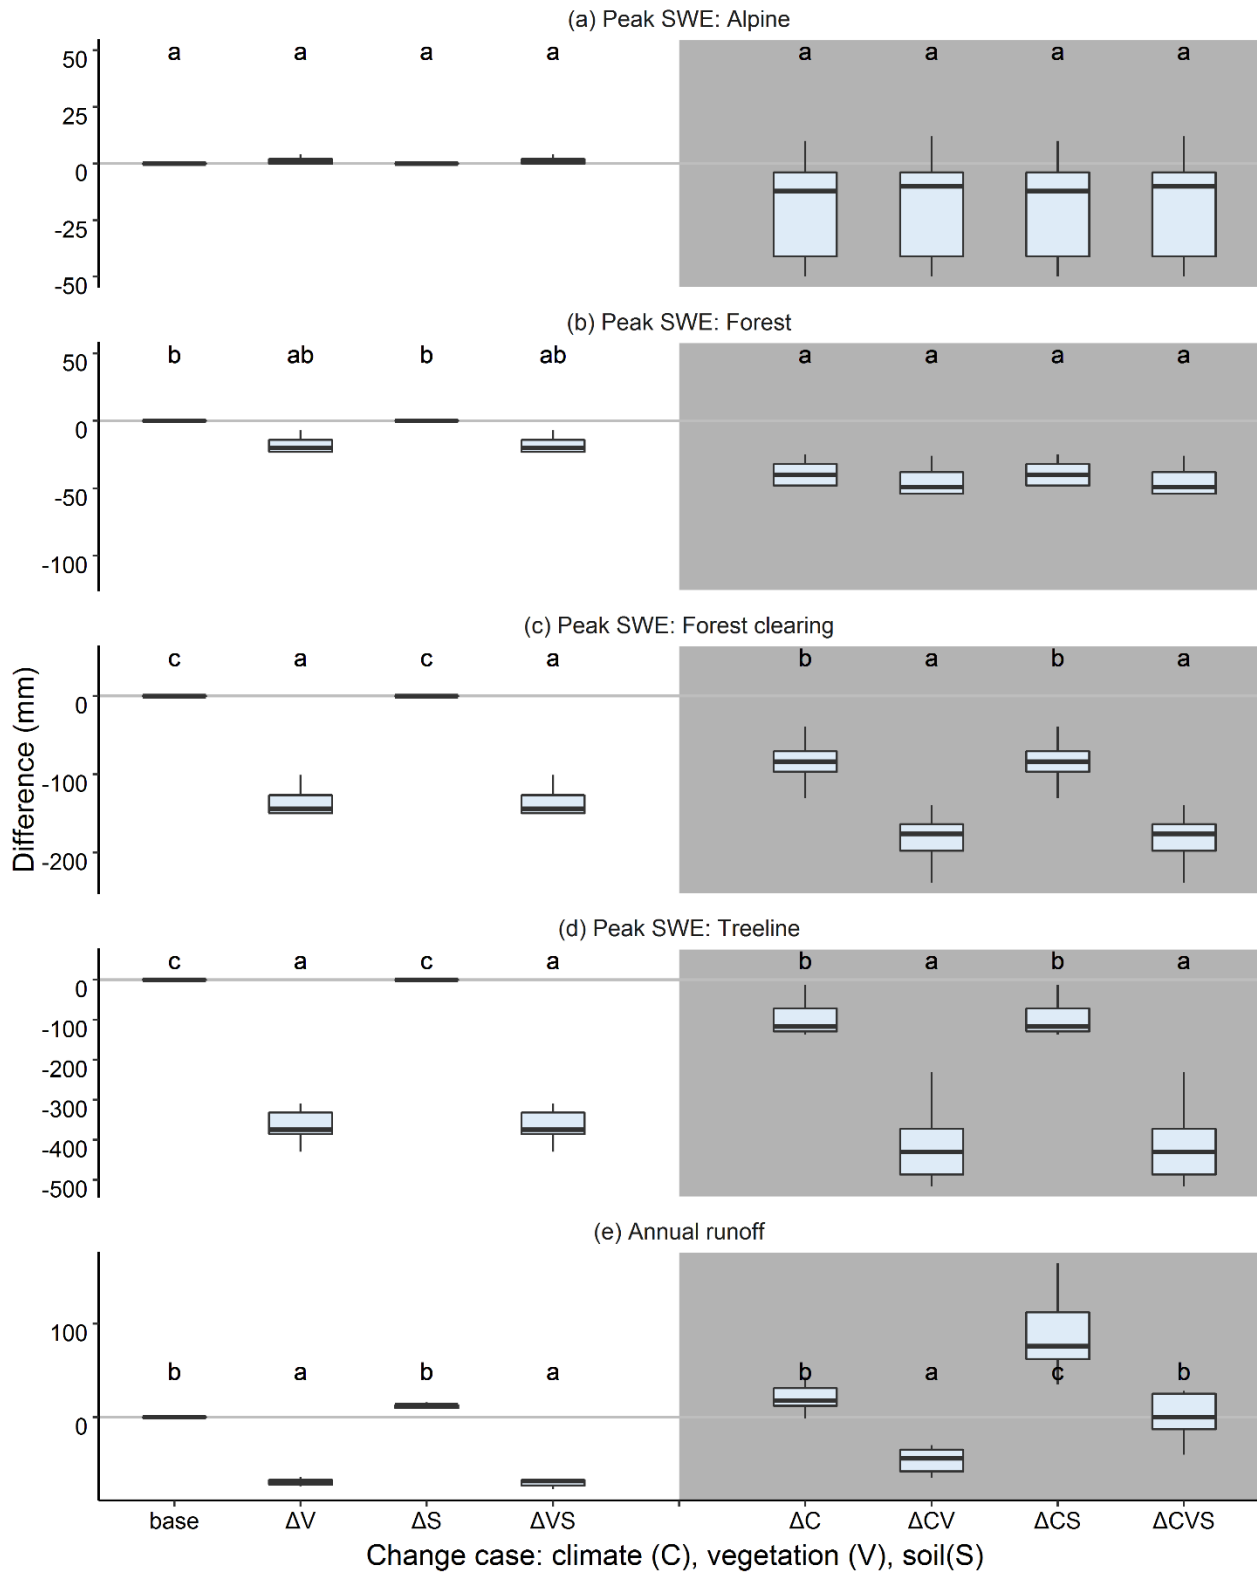 (a) Peak SWE: Alpine
a a a a a a a a
50
25
0
-25
-50
(b) Peak SWE: Forest
b ab b ab a a a a
50
0
-50
-100
(c) Peak SWE: Forest clearing
c a c a b a b a
0
-100
-200
(d) Peak SWE: Treeline
c a c a b a b a
0
-100
-200
-300
-400
-500
(e) Annual runoff
100
b a b a b a c b
0
base ΔV ΔS ΔVS ΔC ΔCV ΔCS ΔCVS
Change case: climate (C), vegetation (V), soil(S)
Difference (mm)